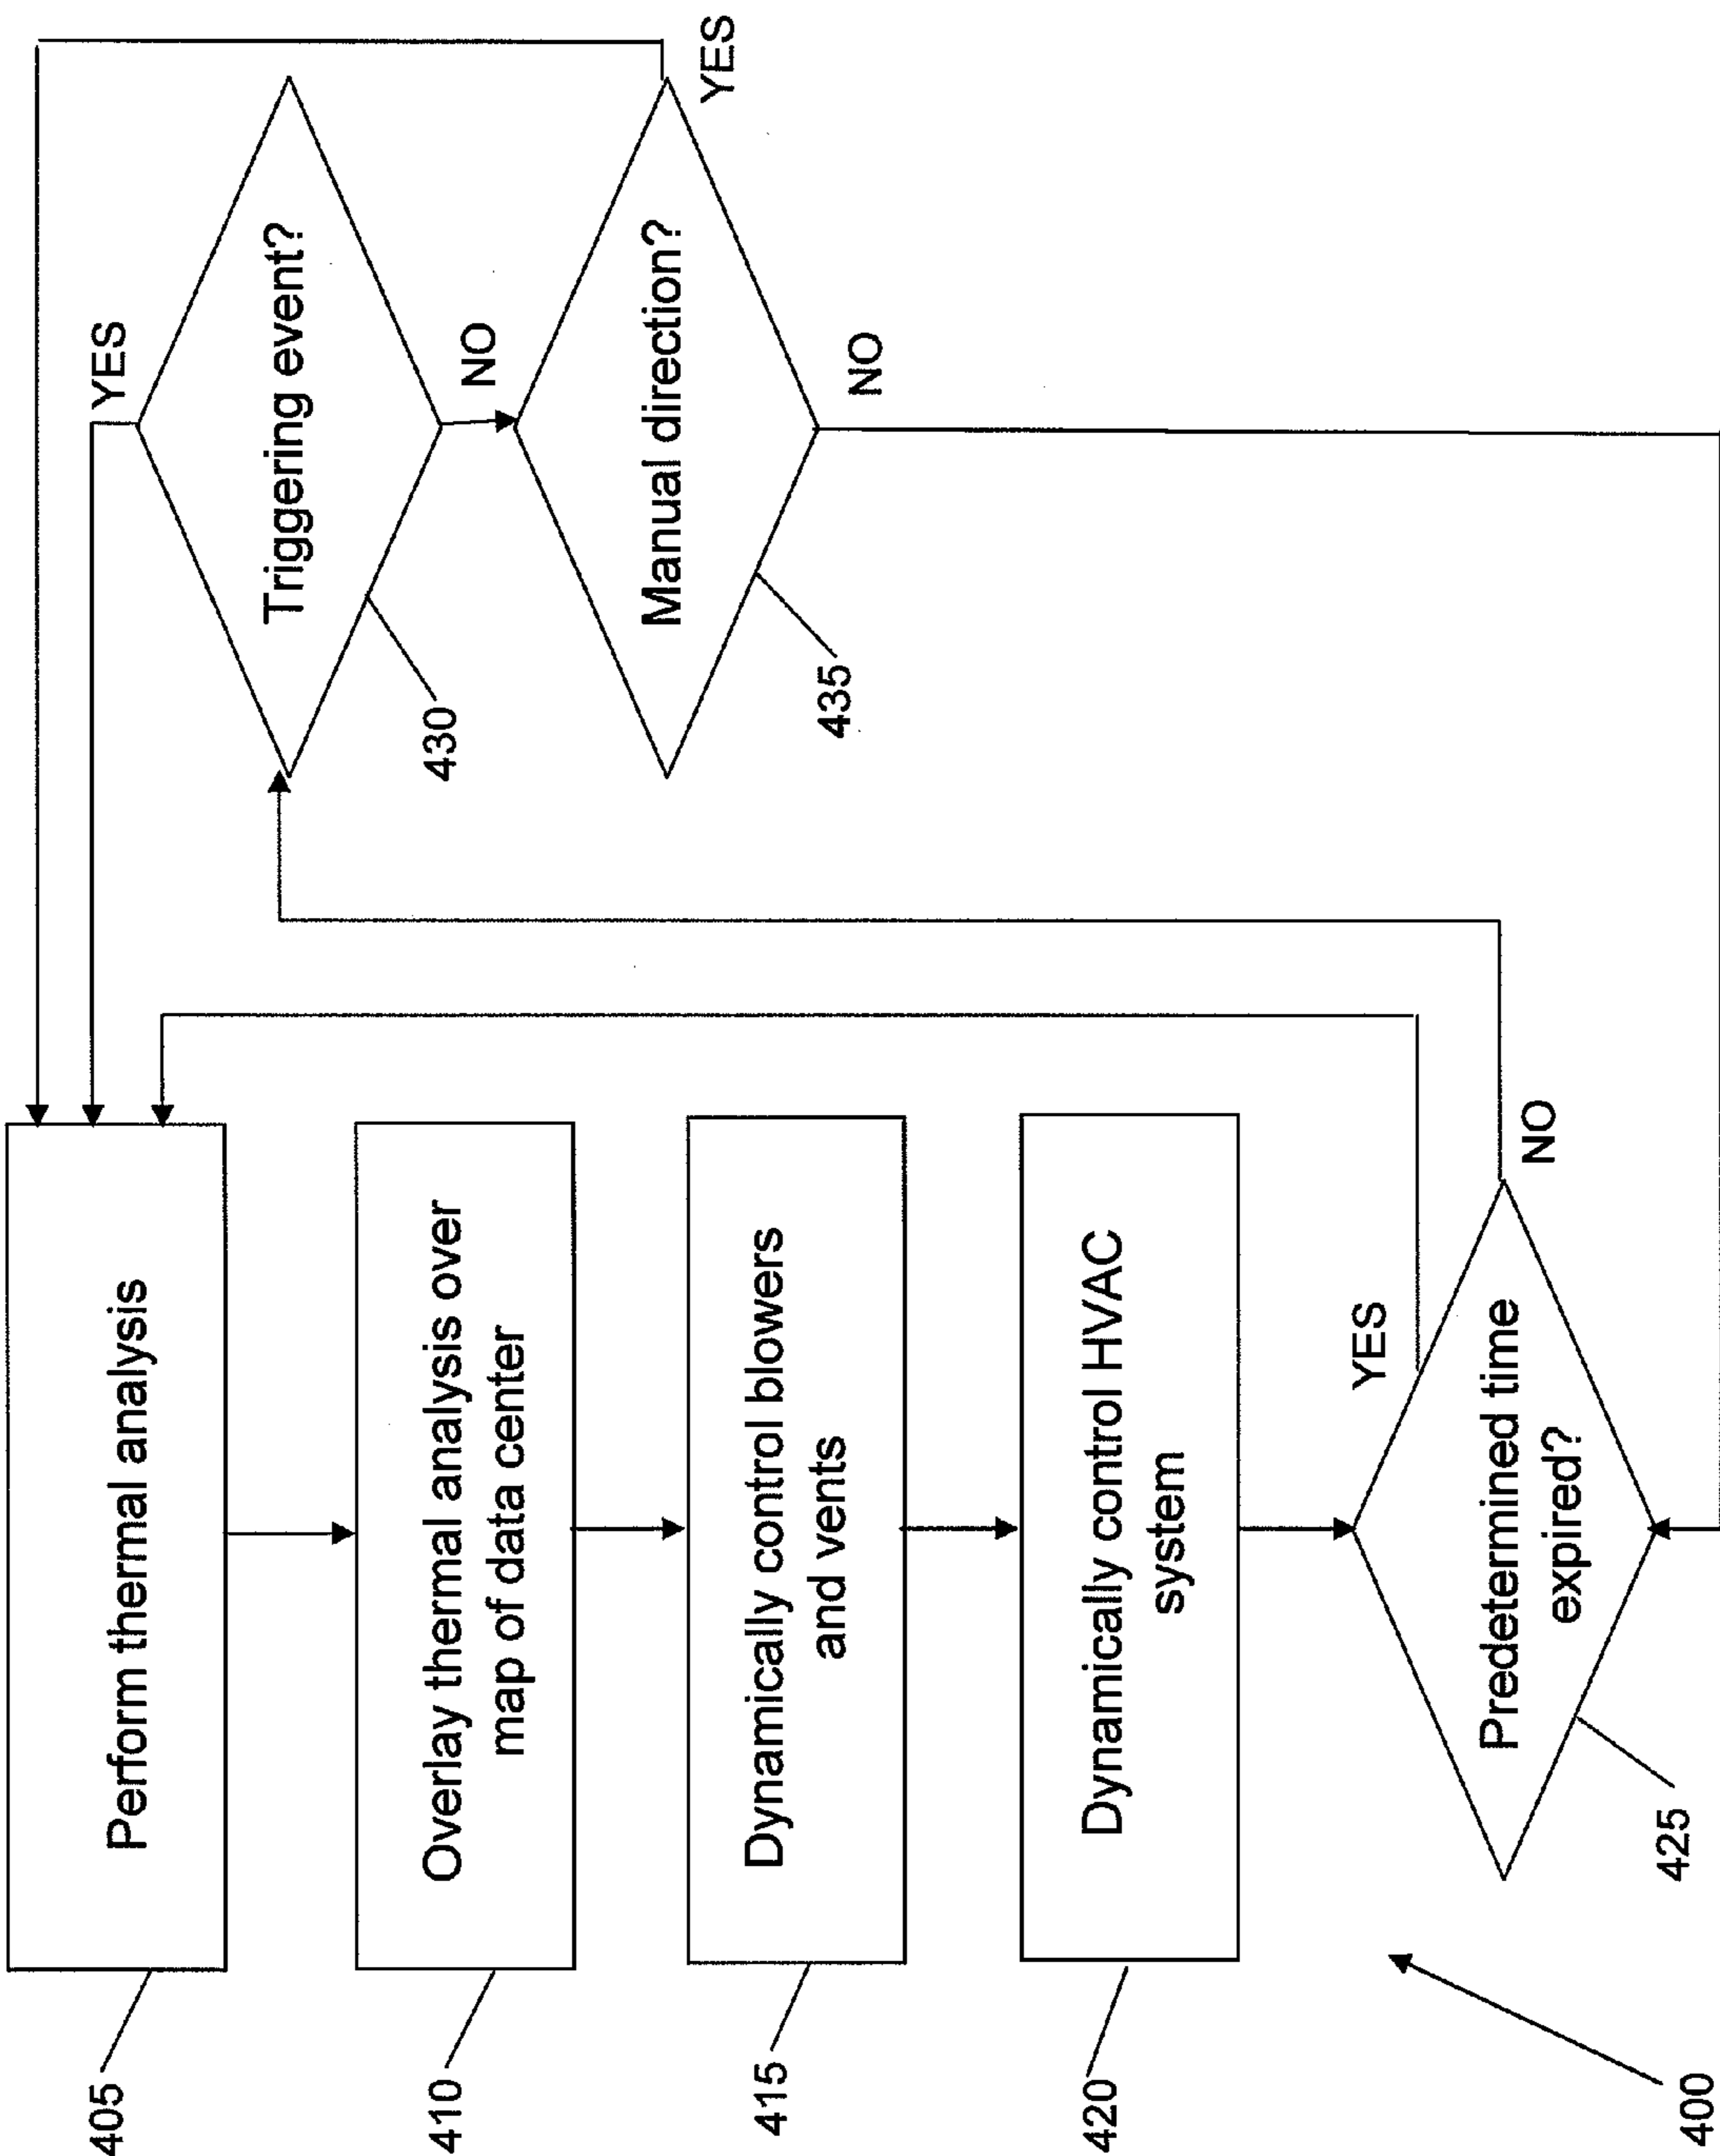 405
Perform thermal analysis
410
Overlay thermal analysis over
map of data center
415
Dynamically control blowers
and vents
420
Dynamically control HVAC
system
425
Predetermined time
expired?
YES
NO
430
Triggering event?
YES
NO
435
Manual direction?
YES
NO
400